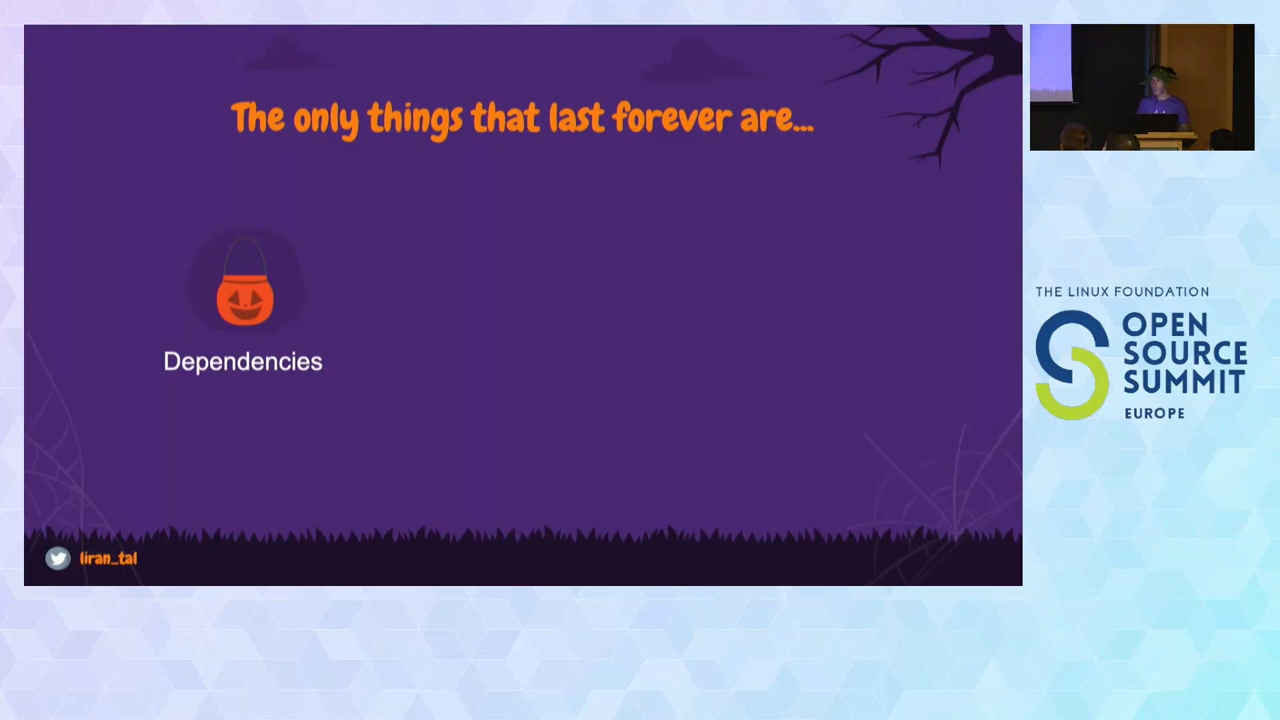 The only things that last forever are...
Dependencies
liran_tal
THE LINUX FOUNDATION
OPEN
SOURCE
SUMMIT
EUROPE